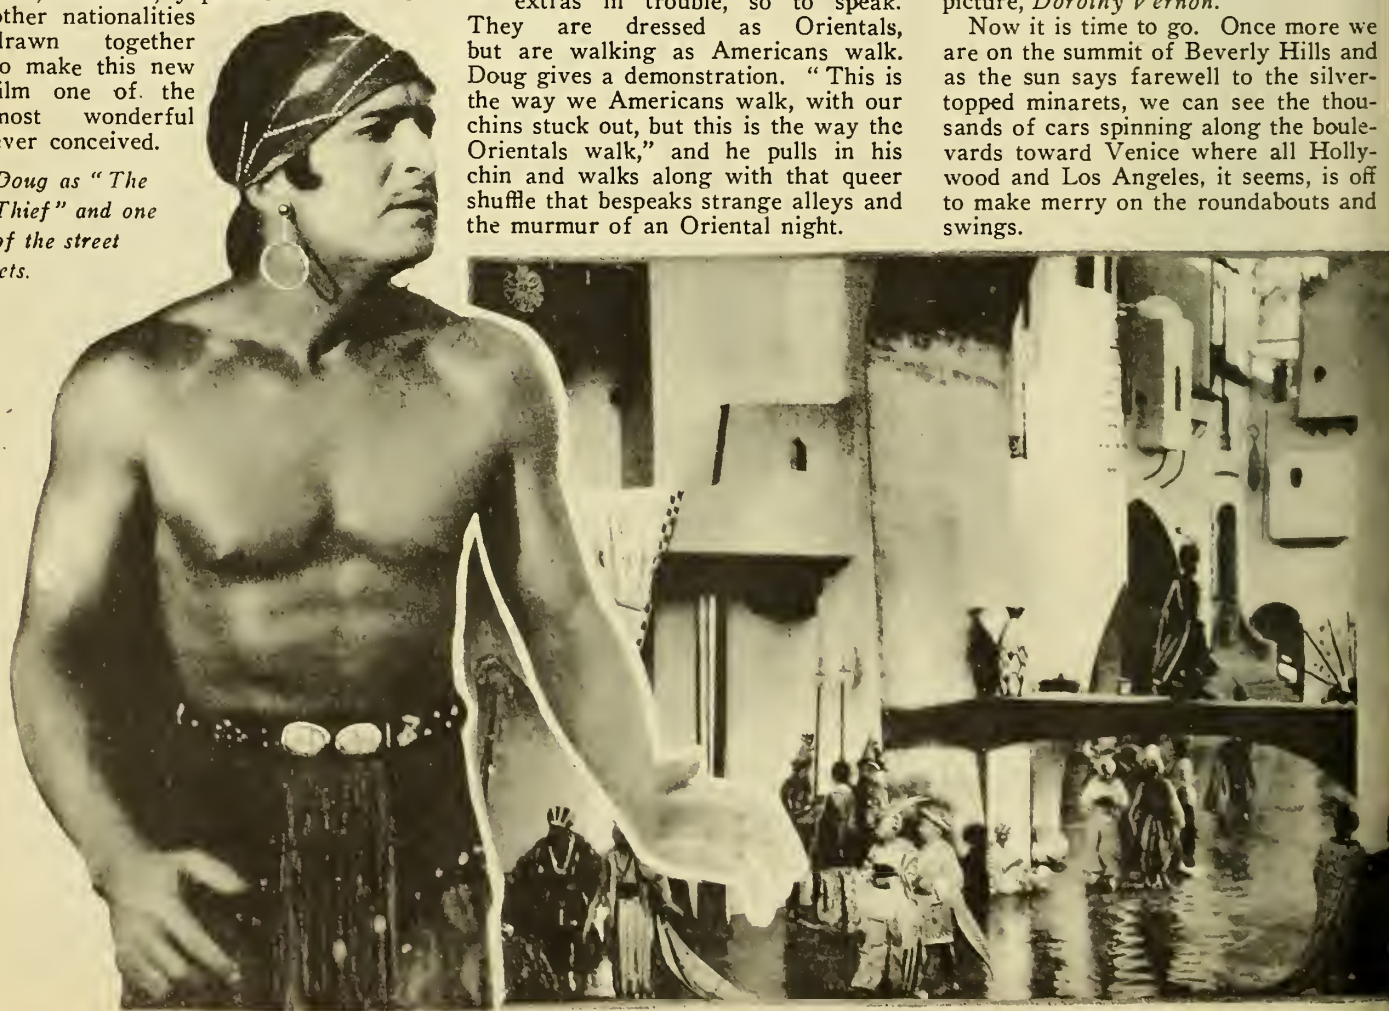 other nationalities
drawn together
to make this new
film one of the
most wonderful
ever conceived.
Doug as "The
Thief" and one
of the street
extras in trouble, so to speak.
They are dressed as Orientals,
but are walking as Americans walk.
Doug gives a demonstration. "This is
the way we Americans walk, with our
chins stuck out, but this is the way the
Orientals walk," and he pulls in his
chin and walks along with that queer
shuffle that bespeaks strange alleys and
the murmur of an Oriental night.
picture, Dorothy Vernon.
Now it is time to go. Once more we
are on the summit of Beverly Hills and
as the sun says farewell to the silver-
topped minarets, we can see the thou-
sands of cars spinning along the boule-
vards toward Venice where all Holly-
wood and Los Angeles, it seems, is off
to make merry on the roundabouts and
swings.